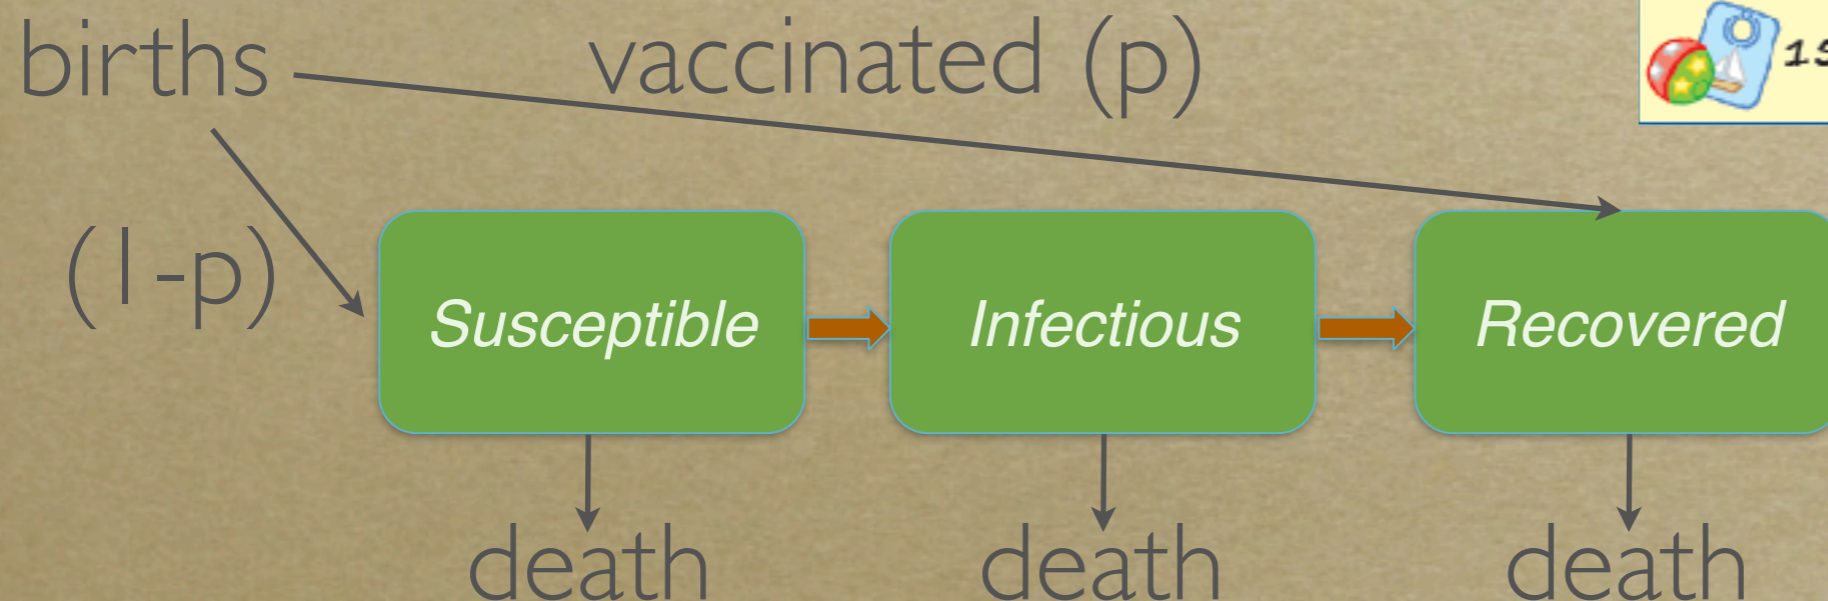 births
vaccinated (p)
(1-p)
Susceptible
Infectious
Recovered
death
death
death